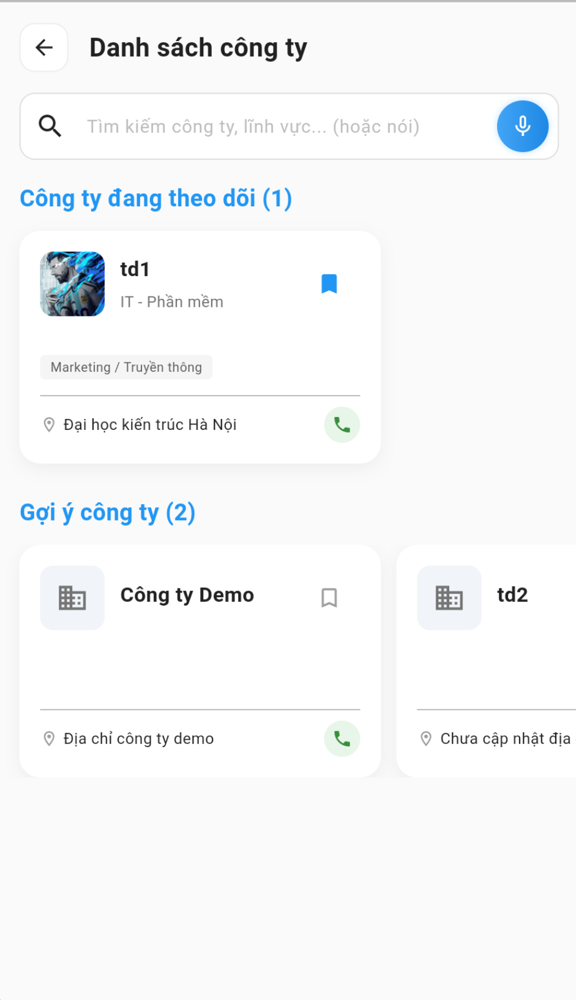 Danh sách công ty
Tìm kiếm công ty, lĩnh vực... (hoặc nói)
Công ty đang theo dõi (1)
td1
IT - Phần mềm
Marketing / Truyền thông
Đại học kiến trúc Hà Nội
Gợi ý công ty (2)
Công ty Demo
Địa chỉ công ty demo
td2
Chưa cập nhật địa